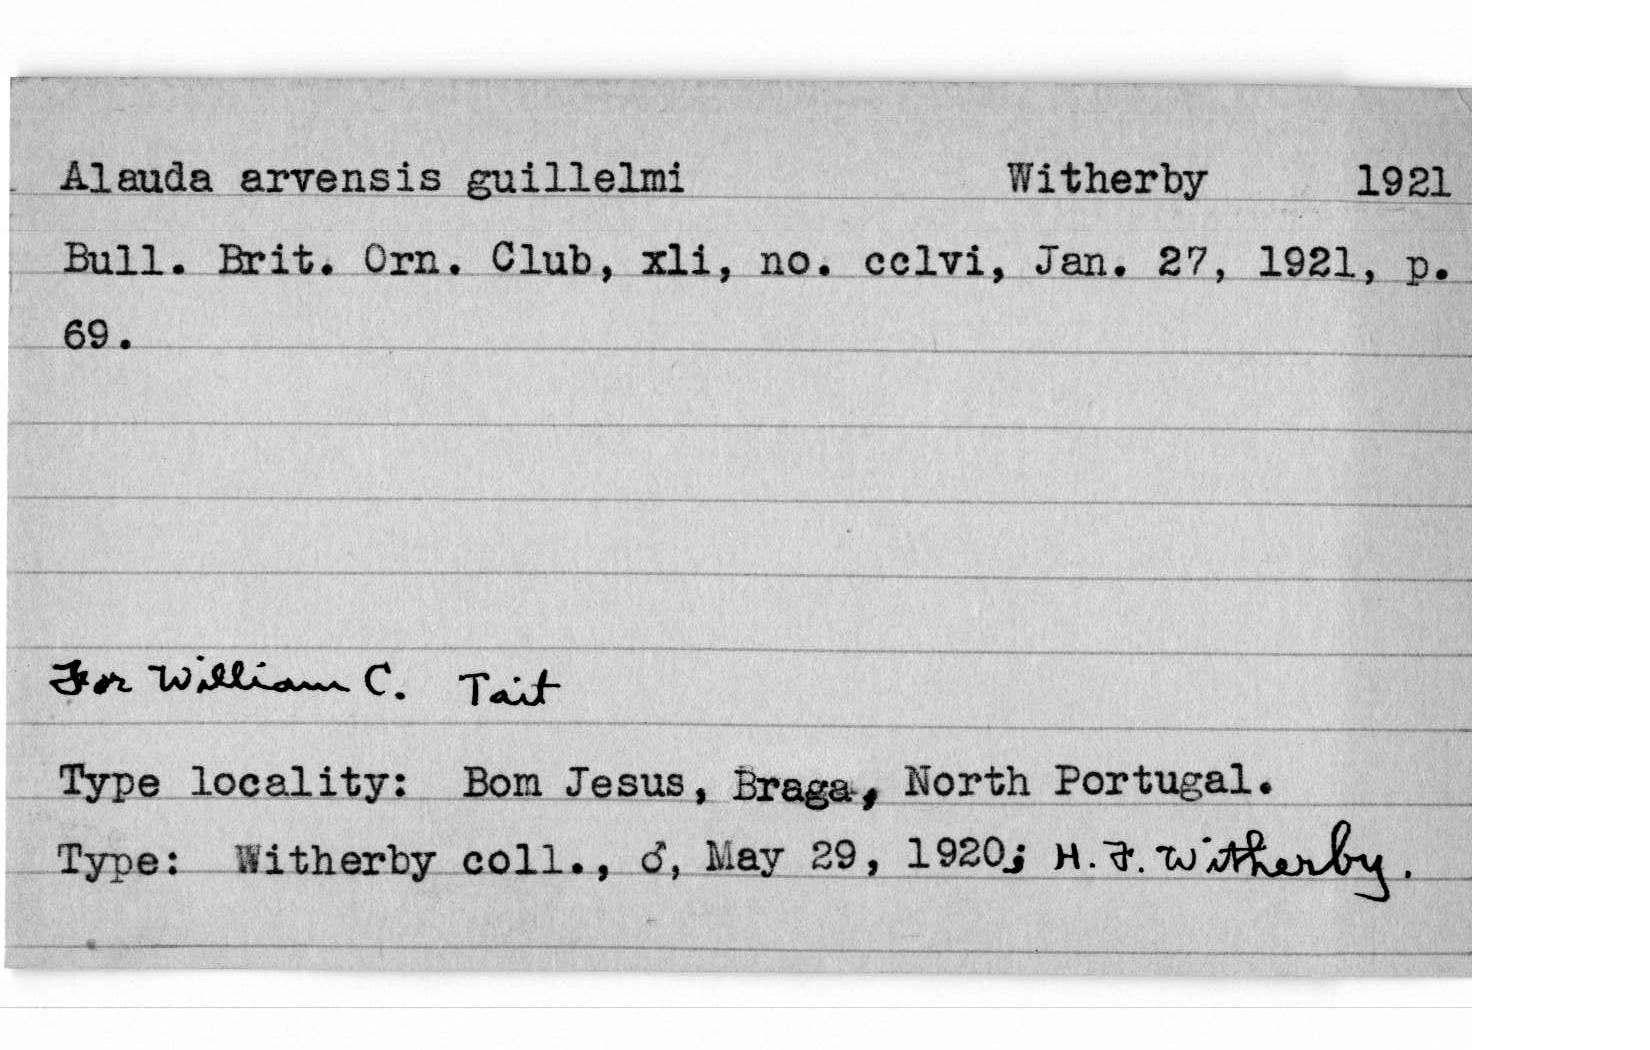 Alauda arvensis guillelmi Witherby 1921
Bull. Brit. Orn. Club, xli, no. cclvi, Jan. 27, 1921, p.
69.
For William C. Tait
Type locality: Bom Jesus, Braga, North Portugal.
Type: Witherby coll., ♂, May 29, 1920; H. F. Witherby.